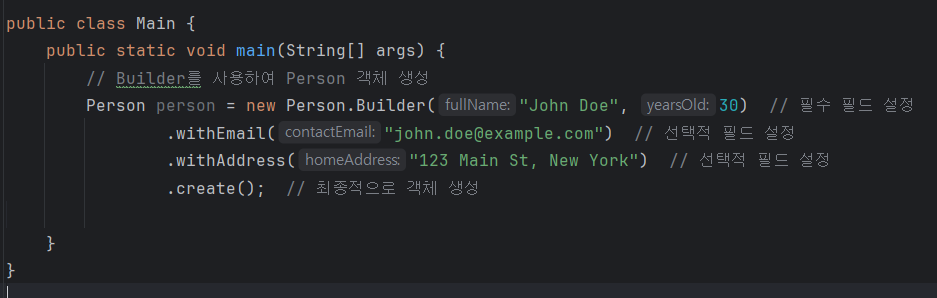 public class Main {
public static void main(String[] args) {
// Builder를 사용하여 Person 객체 생성
Person person = new Person.Builder( fullName: "John Doe", yearsOld: 30)  // 필수 필드 설정
.withEmail( contactEmail: "john.doe@example.com")  // 선택적 필드 설정
.withAddress( homeAddress: "123 Main St, New York")  // 선택적 필드 설정
.create();  // 최종적으로 객체 생성
}
}